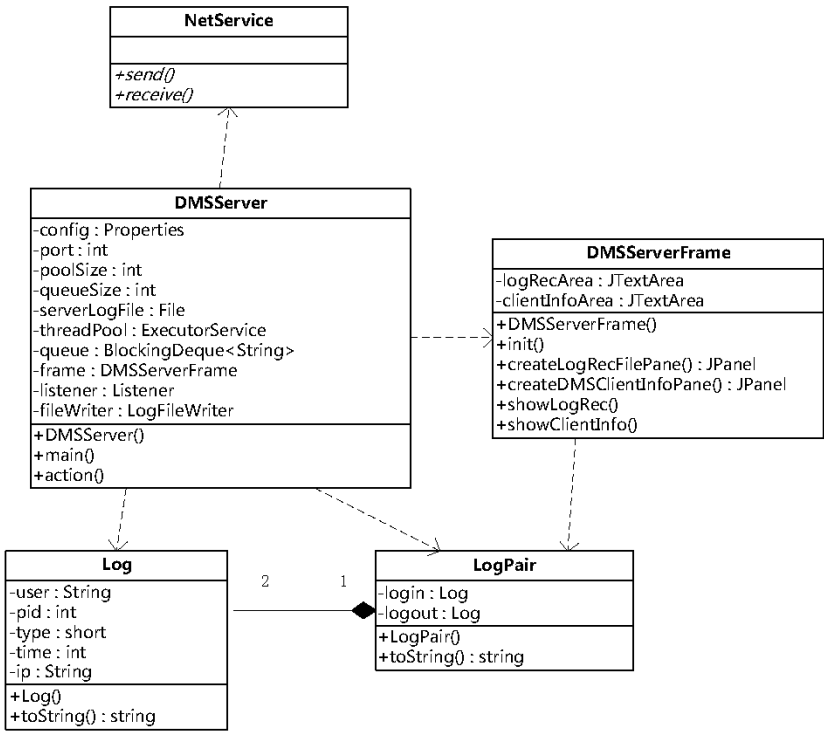 NetService
+send()
+receive()
DMSServer
-config : Properties
-port : int
-poolSize : int
-queueSize : int
-serverLogFile : File
-threadPool : ExecutorService
-queue : BlockingDeque<String>
-frame : DMSServerFrame
-listener : Listener
-fileWriter : LogFileWriter
+DMSServer()
+main()
+action()
DMSServerFrame
-logRecArea : JTextArea
-clientInfoArea : JTextArea
+DMSServerFrame()
+init()
+createLogRecFilePane() : JPanel
+createDMSClientInfoPane() : JPanel
+showLogRec()
+showClientInfo()
Log
-user : String
-pid : int
-type : short
-time : int
-ip : String
+Log()
+toString() : string
2 1
LogPair
-login : Log
-logout : Log
+LogPair()
+toString() : string